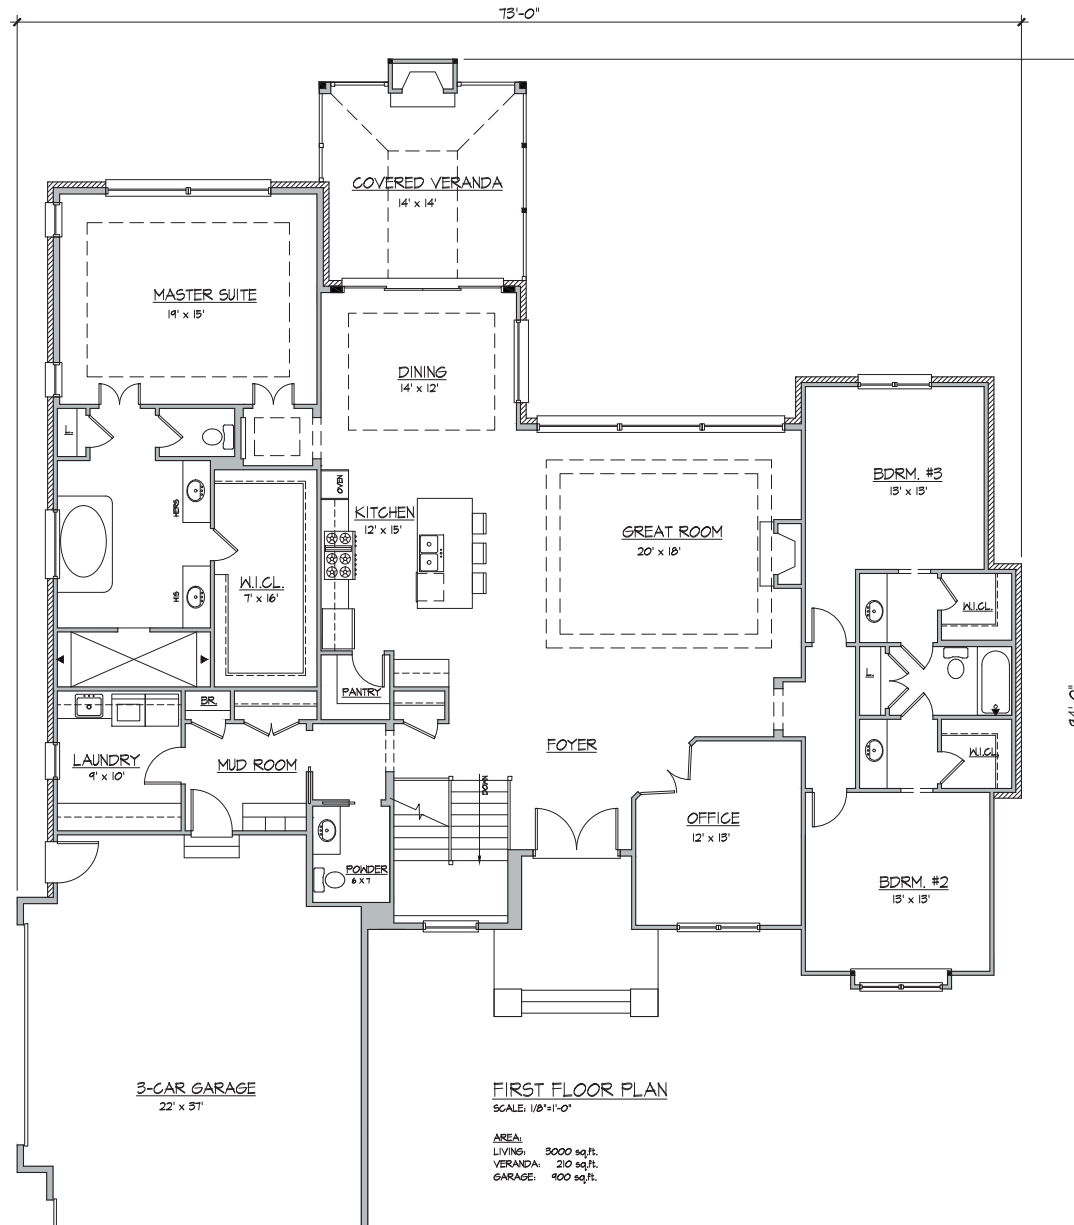 73'-0"
COVERED VERANDA
14' x 14'
MASTER SUITE
19' x 15'
DINING
14' x 12'
L.
BDRM. #3
13' x 13'
OVEN
HERS
KITCHEN
12' x 15'
GREAT ROOM
20' x 18'
W.I.CL.
7' x 16'
HIS
W.I.CL.
L.
PANTRY
BR.
FOYER
W.I.CL.
LAUNDRY
9' x 10'
MUD ROOM
DOWN
OFFICE
12' x 13'
POWDER
6 x 7
BDRM. #2
13' x 13'
3-CAR GARAGE
22' x 37'
FIRST FLOOR PLAN
SCALE: 1/8"=1'-0"
AREA:
LIVING: 3000 sq.ft.
VERANDA: 210 sq.ft.
GARAGE: 900 sq.ft.